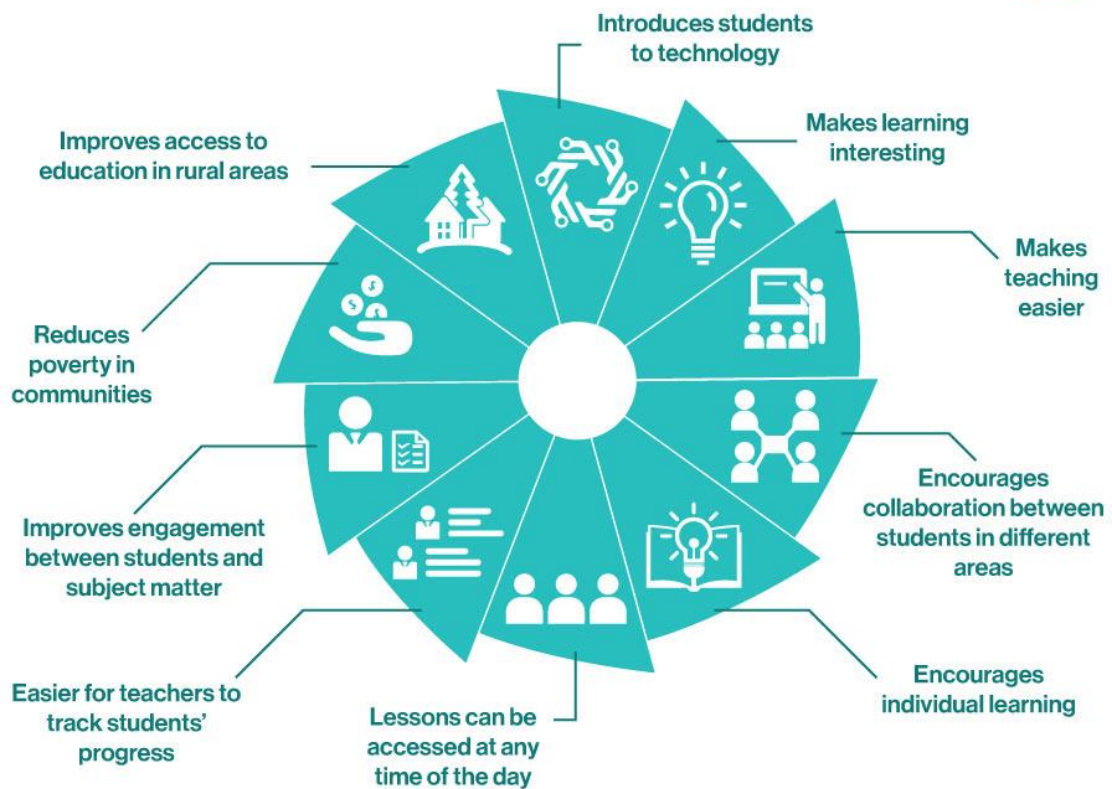 Introduces students
to technology
Makes learning
interesting
Makes
teaching
easier
Encourages
collaboration between
students in different
areas
Encourages
individual learning
Lessons can be
accessed at any
time of the day
Easier for teachers to
track students’
progress
Improves engagement
between students and
subject matter
Reduces
poverty in
communities
Improves access to
education in rural areas
$
$
$